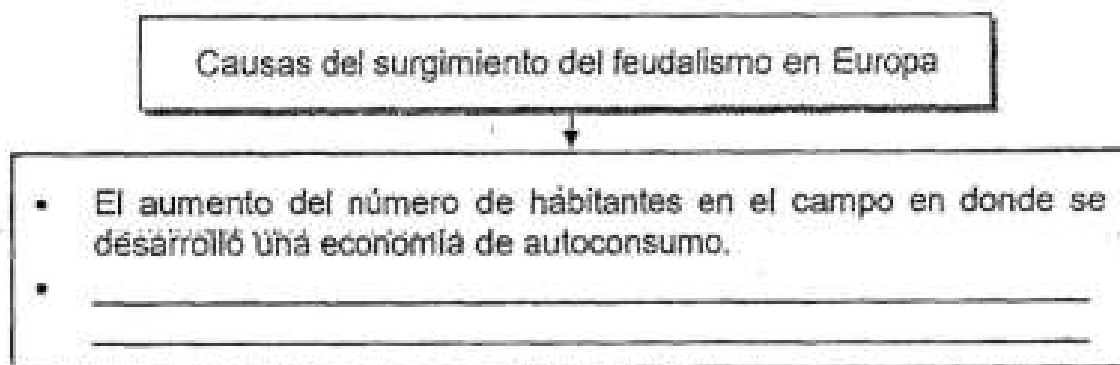 Causas del surgimiento del feudalismo en Europa
• El aumento del número de hábitantes en el campo en donde se
desarrolló una economía de autoconsumo.
•